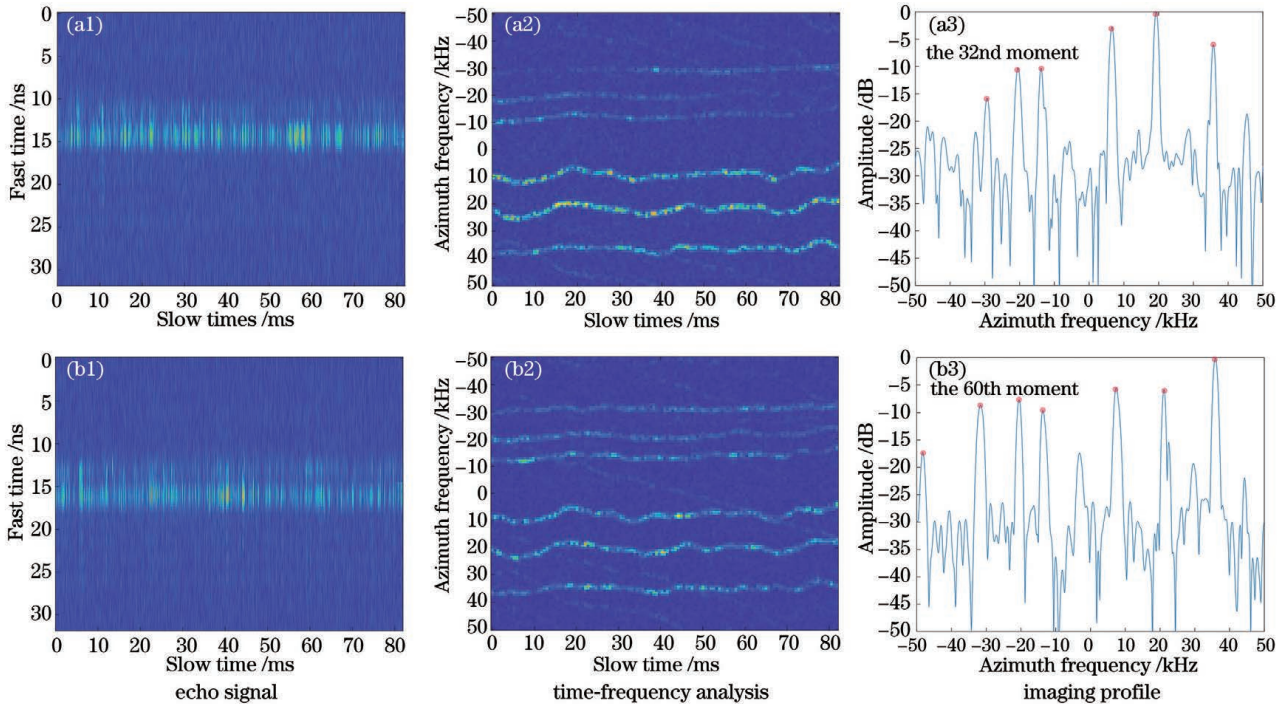 (a1)
Fast time /ns
0
5
10
15
20
25
30
0 10 20 30 40 50 60 70 80
Slow times /ms
(a2)
Azimuth frequency /kHz
−50
−40
−30
−20
−10
0
10
20
30
40
50
0 10 20 30 40 50 60 70 80
Slow times /ms
(a3)
the 32nd moment
Amplitude /dB
0
−5
−10
−15
−20
−25
−30
−35
−40
−45
−50
−50 −40 −30 −20 −10 0 10 20 30 40 50
Azimuth frequency /kHz
(b1)
Fast time /ns
0
5
10
15
20
25
30
0 10 20 30 40 50 60 70 80
Slow time /ms
echo signal
(b2)
Azimuth frequency /kHz
−50
−40
−30
−20
−10
0
10
20
30
40
50
0 10 20 30 40 50 60 70 80
Slow time /ms
time-frequency analysis
(b3)
the 60th moment
Amplitude /dB
0
−5
−10
−15
−20
−25
−30
−35
−40
−45
−50
−50 −40 −30 −20 −10 0 10 20 30 40 50
Azimuth frequency /kHz
imaging profile